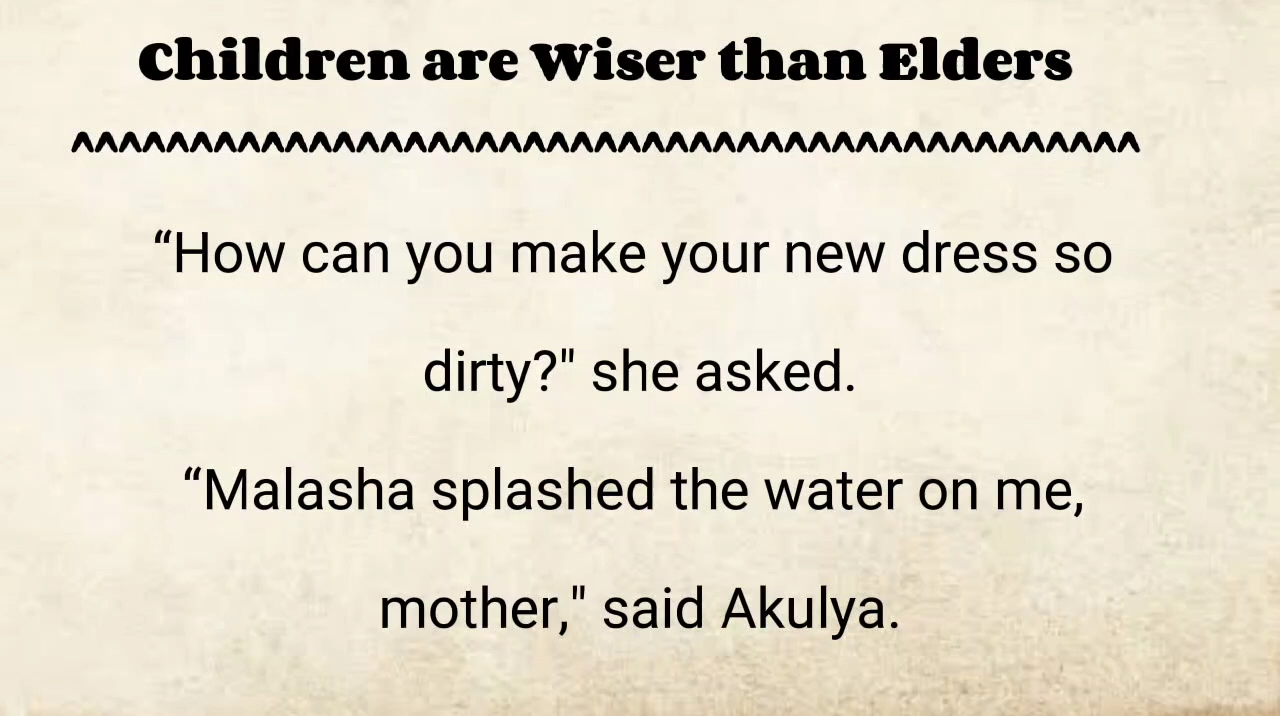 Children are Wiser than Elders
^^^^^^^^^^^^^^^^^^^^^^^^^^^^^^^^^^^^^^^^^^^^^
“How can you make your new dress so
dirty?" she asked.
“Malasha splashed the water on me,
mother," said Akulya.